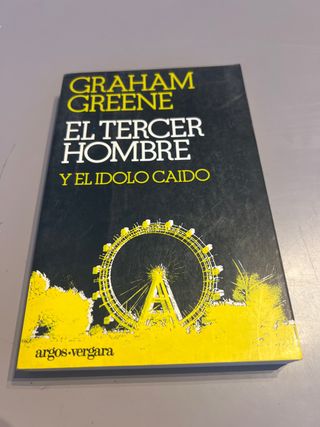 GRAHAM
GREENE
EL TERCER
HOMBRE
Y EL IDOLO CAIDO
argos-vergara